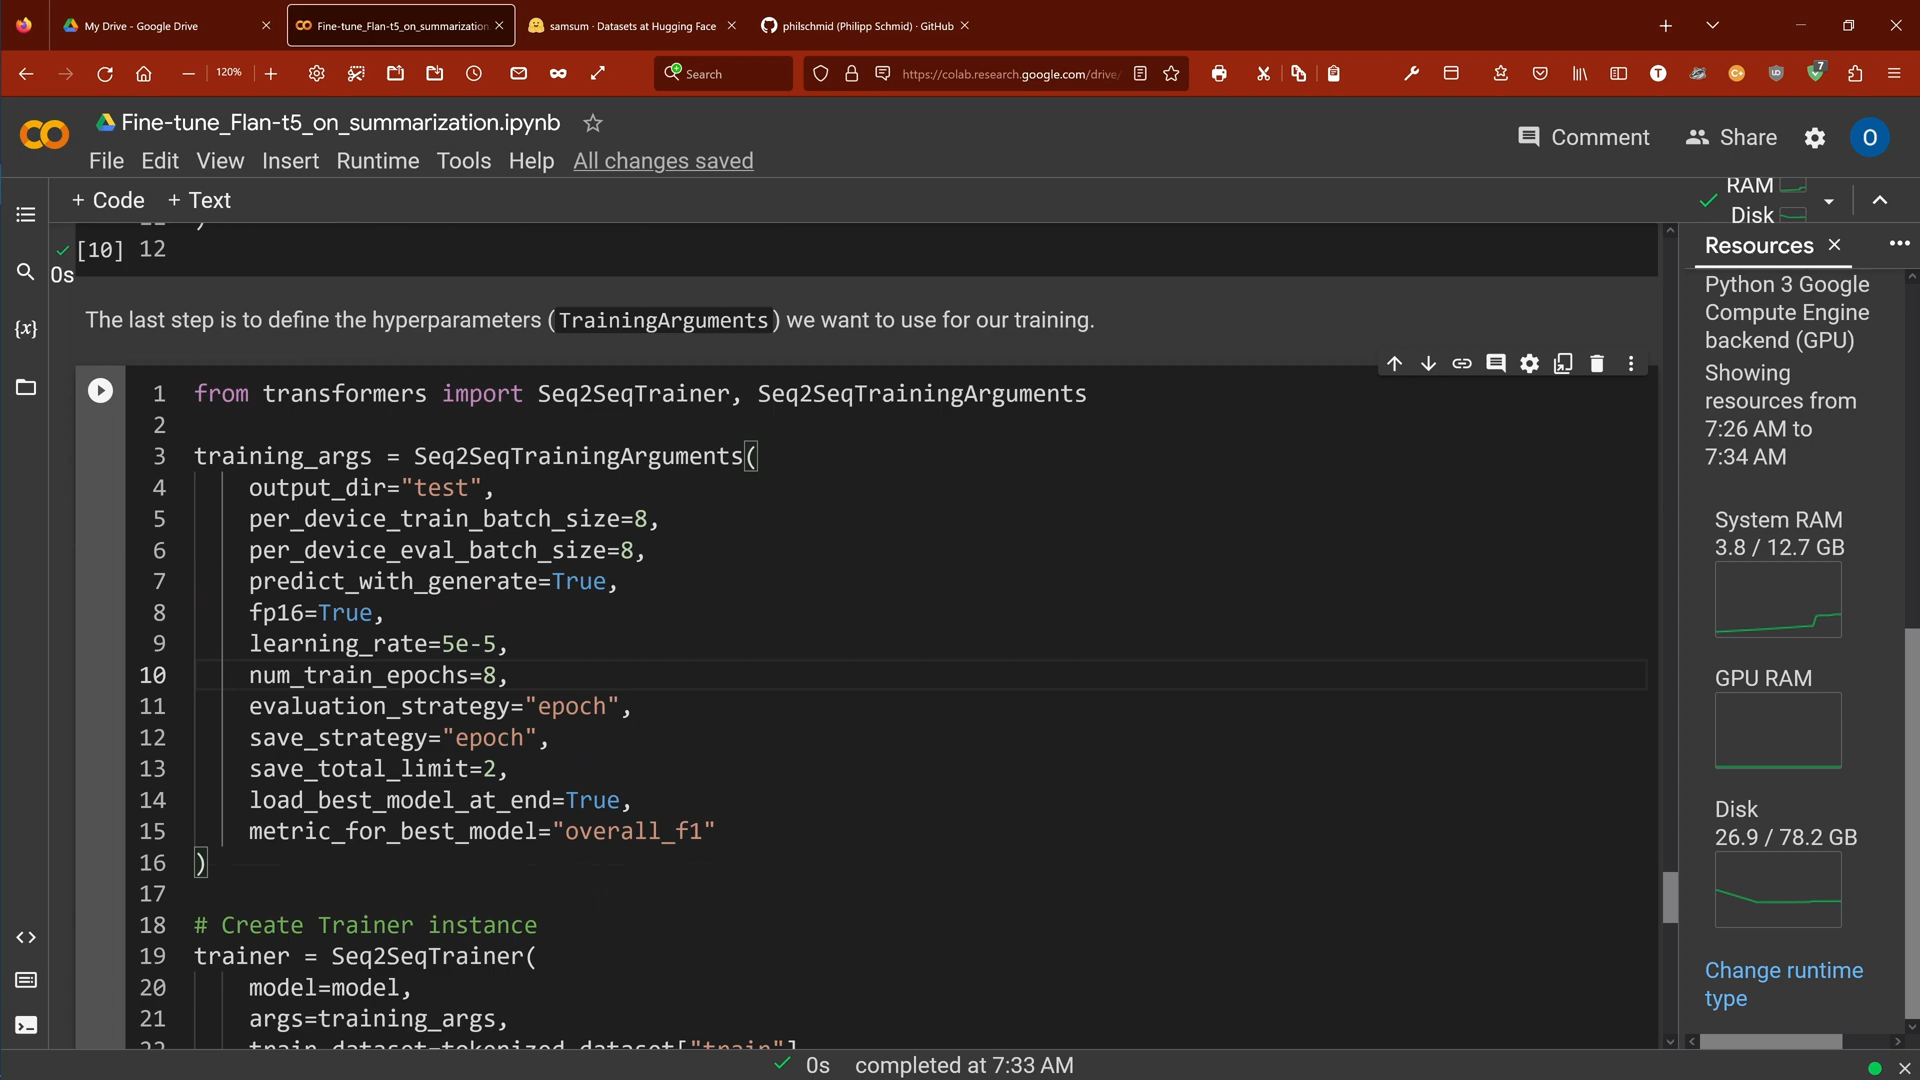 My Drive - Google Drive
Fine-tune_Flan-t5_on_summarization.
samsum · Datasets at Hugging Face
philschmid (Philipp Schmid) · GitHub
120%
Search
https://colab.research.google.com/drive/
7
Fine-tune_Flan-t5_on_summarization.ipynb
Comment
Share
O
File Edit View Insert Runtime Tools Help All changes saved
+ Code + Text
RAM
Disk
[10] 12
0s
The last step is to define the hyperparameters (TrainingArguments) we want to use for our training.
1 from transformers import Seq2SeqTrainer, Seq2SeqTrainingArguments
2
3 training_args = Seq2SeqTrainingArguments(
4 output_dir="test",
5 per_device_train_batch_size=8,
6 per_device_eval_batch_size=8,
7 predict_with_generate=True,
8 fp16=True,
9 learning_rate=5e-5,
10 num_train_epochs=8,
11 evaluation_strategy="epoch",
12 save_strategy="epoch",
13 save_total_limit=2,
14 load_best_model_at_end=True,
15 metric_for_best_model="overall_f1"
16 )
17
18 # Create Trainer instance
19 trainer = Seq2SeqTrainer(
20 model=model,
21 args=training_args,
22 train_dataset=tokenized_dataset["train"]
Resources
Python 3 Google
Compute Engine
backend (GPU)
Showing
resources from
7:26 AM to
7:34 AM
System RAM
3.8 / 12.7 GB
GPU RAM
Disk
26.9 / 78.2 GB
Change runtime
type
0s completed at 7:33 AM